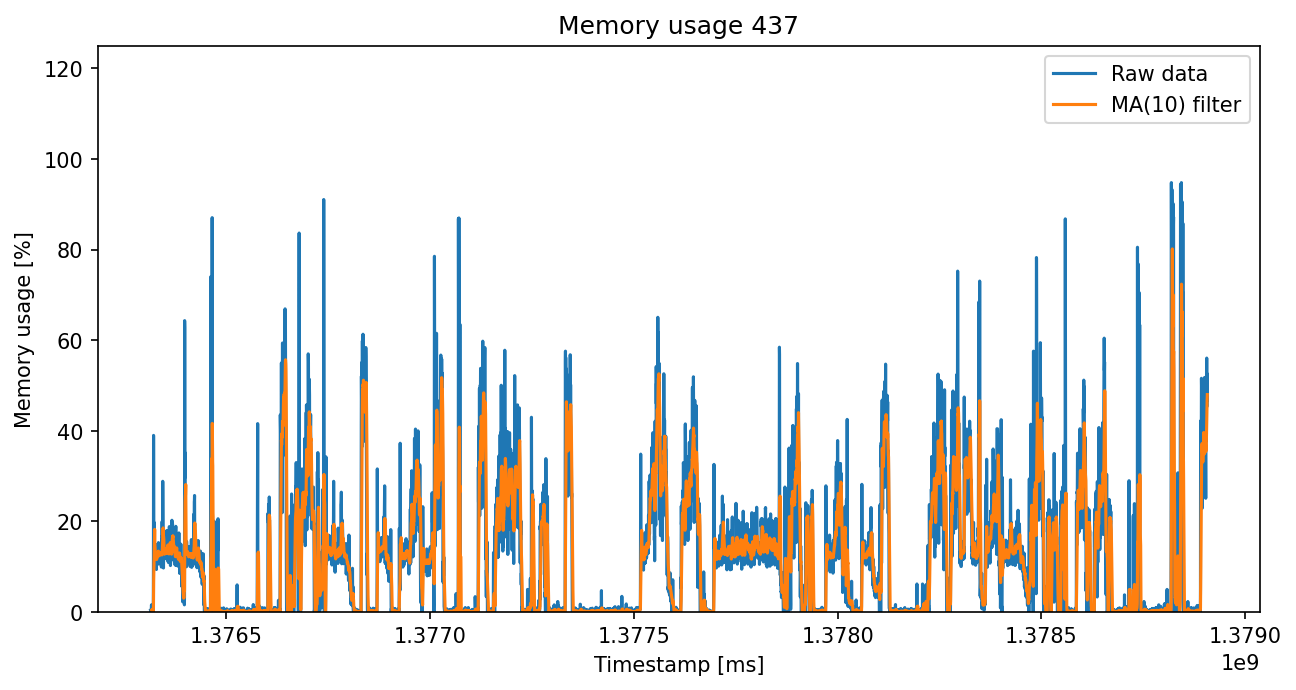 Memory usage 437
Raw data
MA(10) filter
Memory usage [%]
120
100
80
60
40
20
0
1.3765 1.3770 1.3775 1.3780 1.3785 1.3790
1e9
Timestamp [ms]